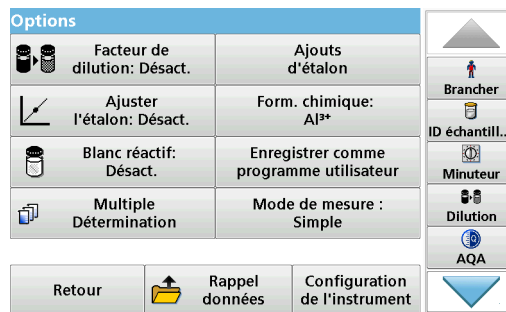 Options
Facteur de
dilution: Désact.
Ajouts
d'étalon
Ajuster
l'étalon: Désact.
Form. chimique:
Al³⁺
Blanc réactif:
Désact.
Enregistrer comme
programme utilisateur
Multiple
Détermination
Mode de mesure :
Simple
Retour
Rappel
données
Configuration
de l'instrument
Brancher
ID échantill..
Minuteur
Dilution
AQA